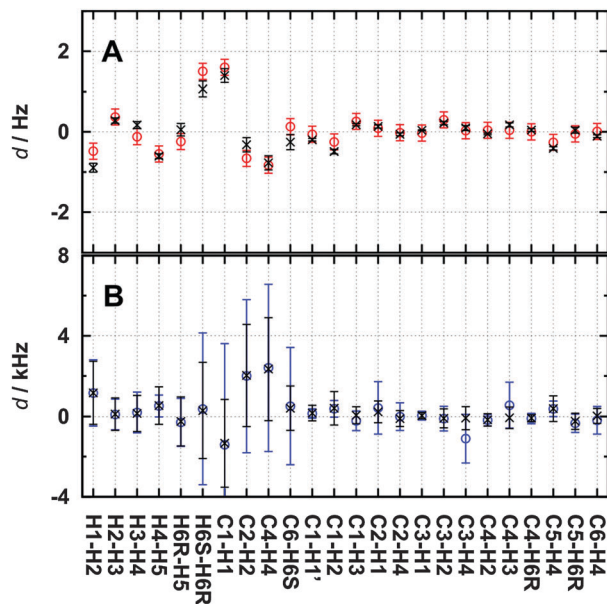 A
d / Hz
2
0
-2
B
d / kHz
8
4
0
-4
H1-H2
H2-H3
H3-H4
H4-H5
H6R-H5
H6S-H6R
C1-H1
C2-H2
C4-H4
C6-H6S
C1-H1’
C1-H2
C1-H3
C2-H1
C2-H4
C3-H1
C3-H2
C3-H4
C4-H2
C4-H3
C4-H6R
C5-H4
C5-H6R
C6-H4